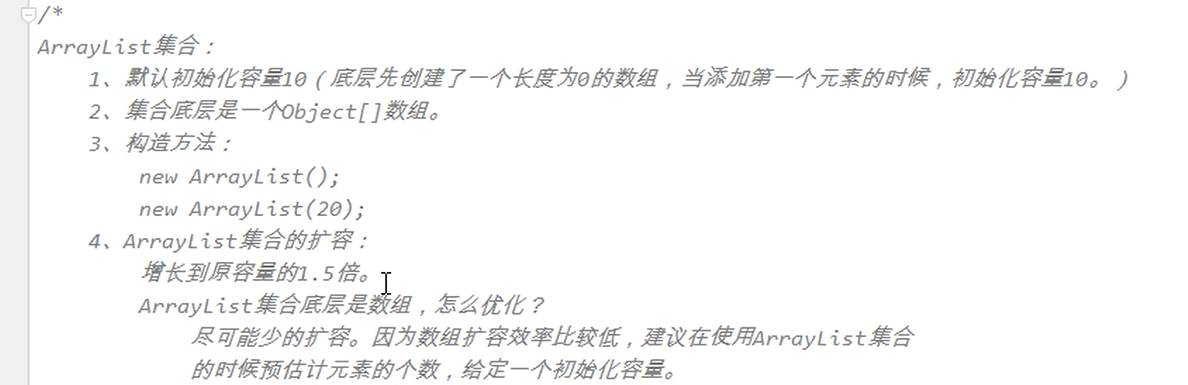 /*
ArrayList集合：
1、默认初始化容量10（底层先创建了一个长度为0的数组，当添加第一个元素的时候，初始化容量10。）
2、集合底层是一个Object[]数组。
3、构造方法：
new ArrayList();
new ArrayList(20);
4、ArrayList集合的扩容：
增长到原容量的1.5倍。
ArrayList集合底层是数组，怎么优化？
尽可能少的扩容。因为数组扩容效率比较低，建议在使用ArrayList集合
的时候预估计元素的个数，给定一个初始化容量。